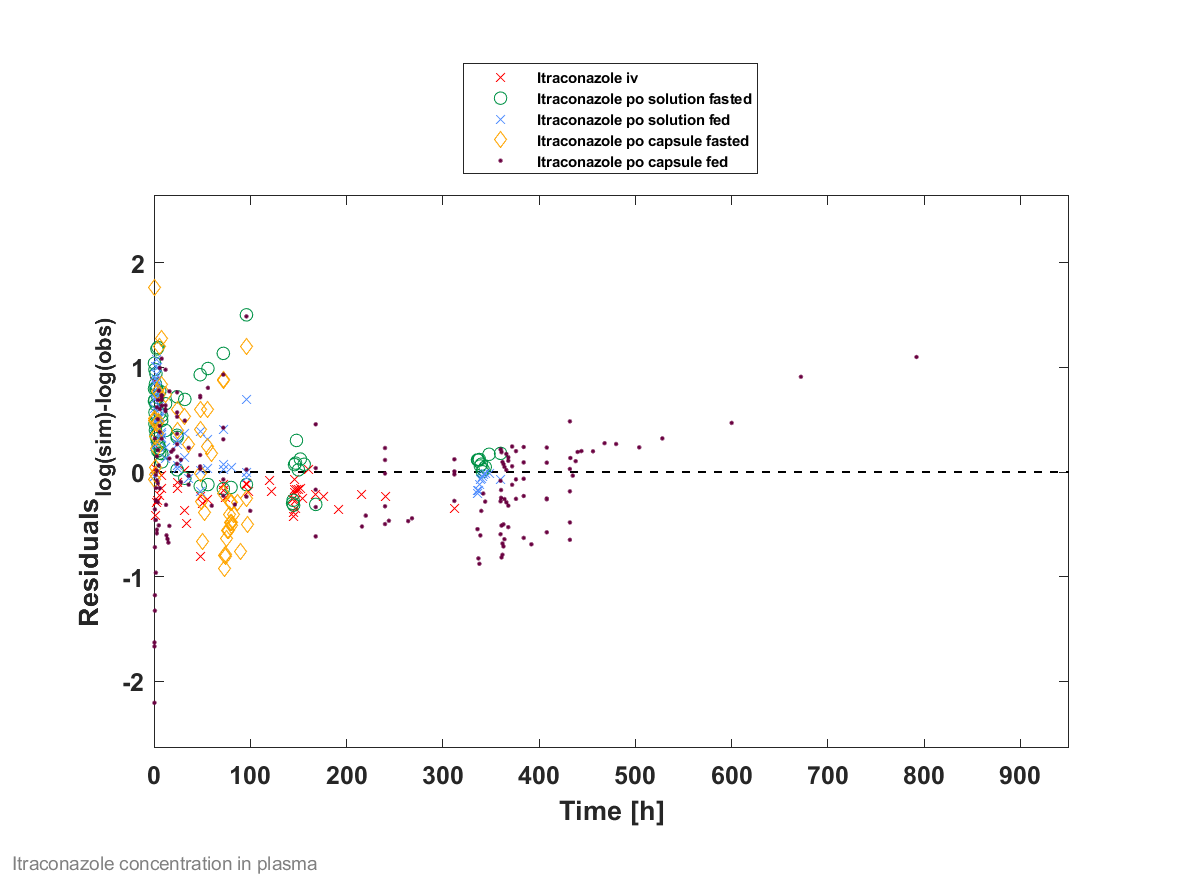 Itraconazole iv
Itraconazole po solution fasted
Itraconazole po solution fed
Itraconazole po capsule fasted
Itraconazole po capsule fed
2
1
0
-1
-2
Residuals log(sim)-log(obs)
0 100 200 300 400 500 600 700 800 900
Time [h]
Itraconazole concentration in plasma